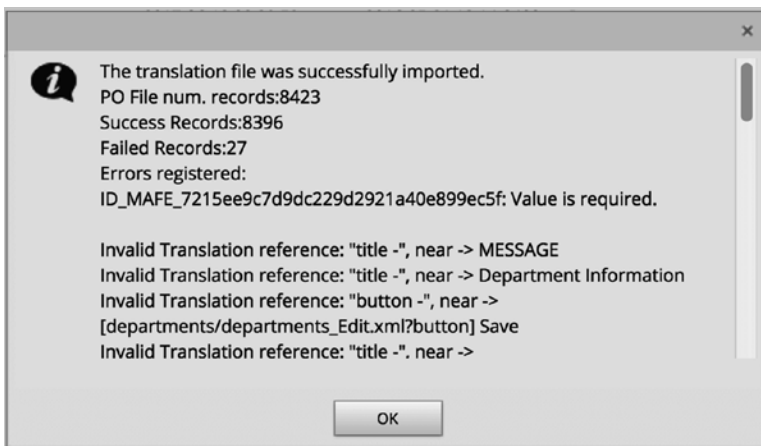 The translation file was successfully imported.
PO File num. records:8423
Success Records:8396
Failed Records:27
Errors registered:
ID_MAFE_7215ee9c7d9dc229d2921a40e899ec5f: Value is required.
Invalid Translation reference: "title -", near -> MESSAGE
Invalid Translation reference: "title -", near -> Department Information
Invalid Translation reference: "button -", near ->
[departments/departments_Edit.xml?button] Save
Invalid Translation reference: "title -", near ->
OK